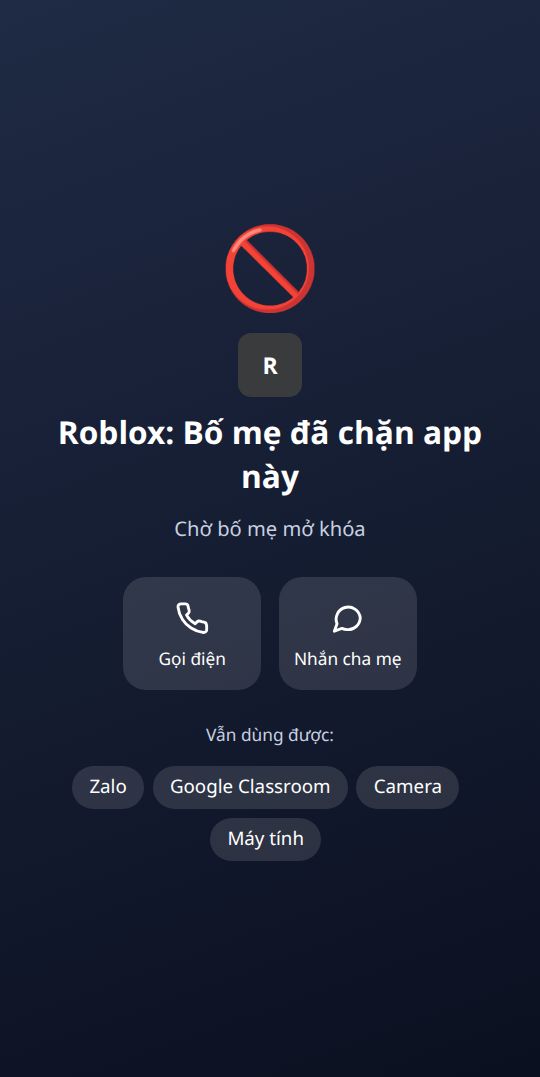 R
Roblox: Bố mẹ đã chặn app
này
Chờ bố mẹ mở khóa
Gọi điện
Nhắn cha mẹ
Vẫn dùng được:
Zalo
Google Classroom
Camera
Máy tính